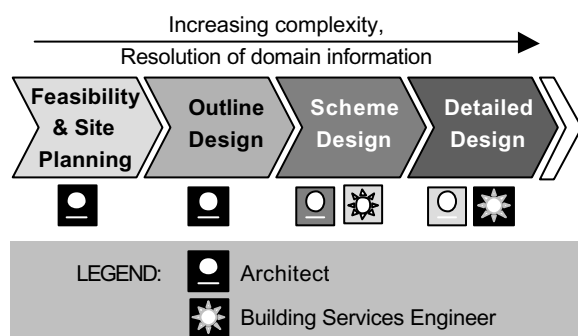 Increasing complexity,
Resolution of domain information
Feasibility
& Site
Planning
Outline
Design
Scheme
Design
Detailed
Design
LEGEND:
Architect
Building Services Engineer